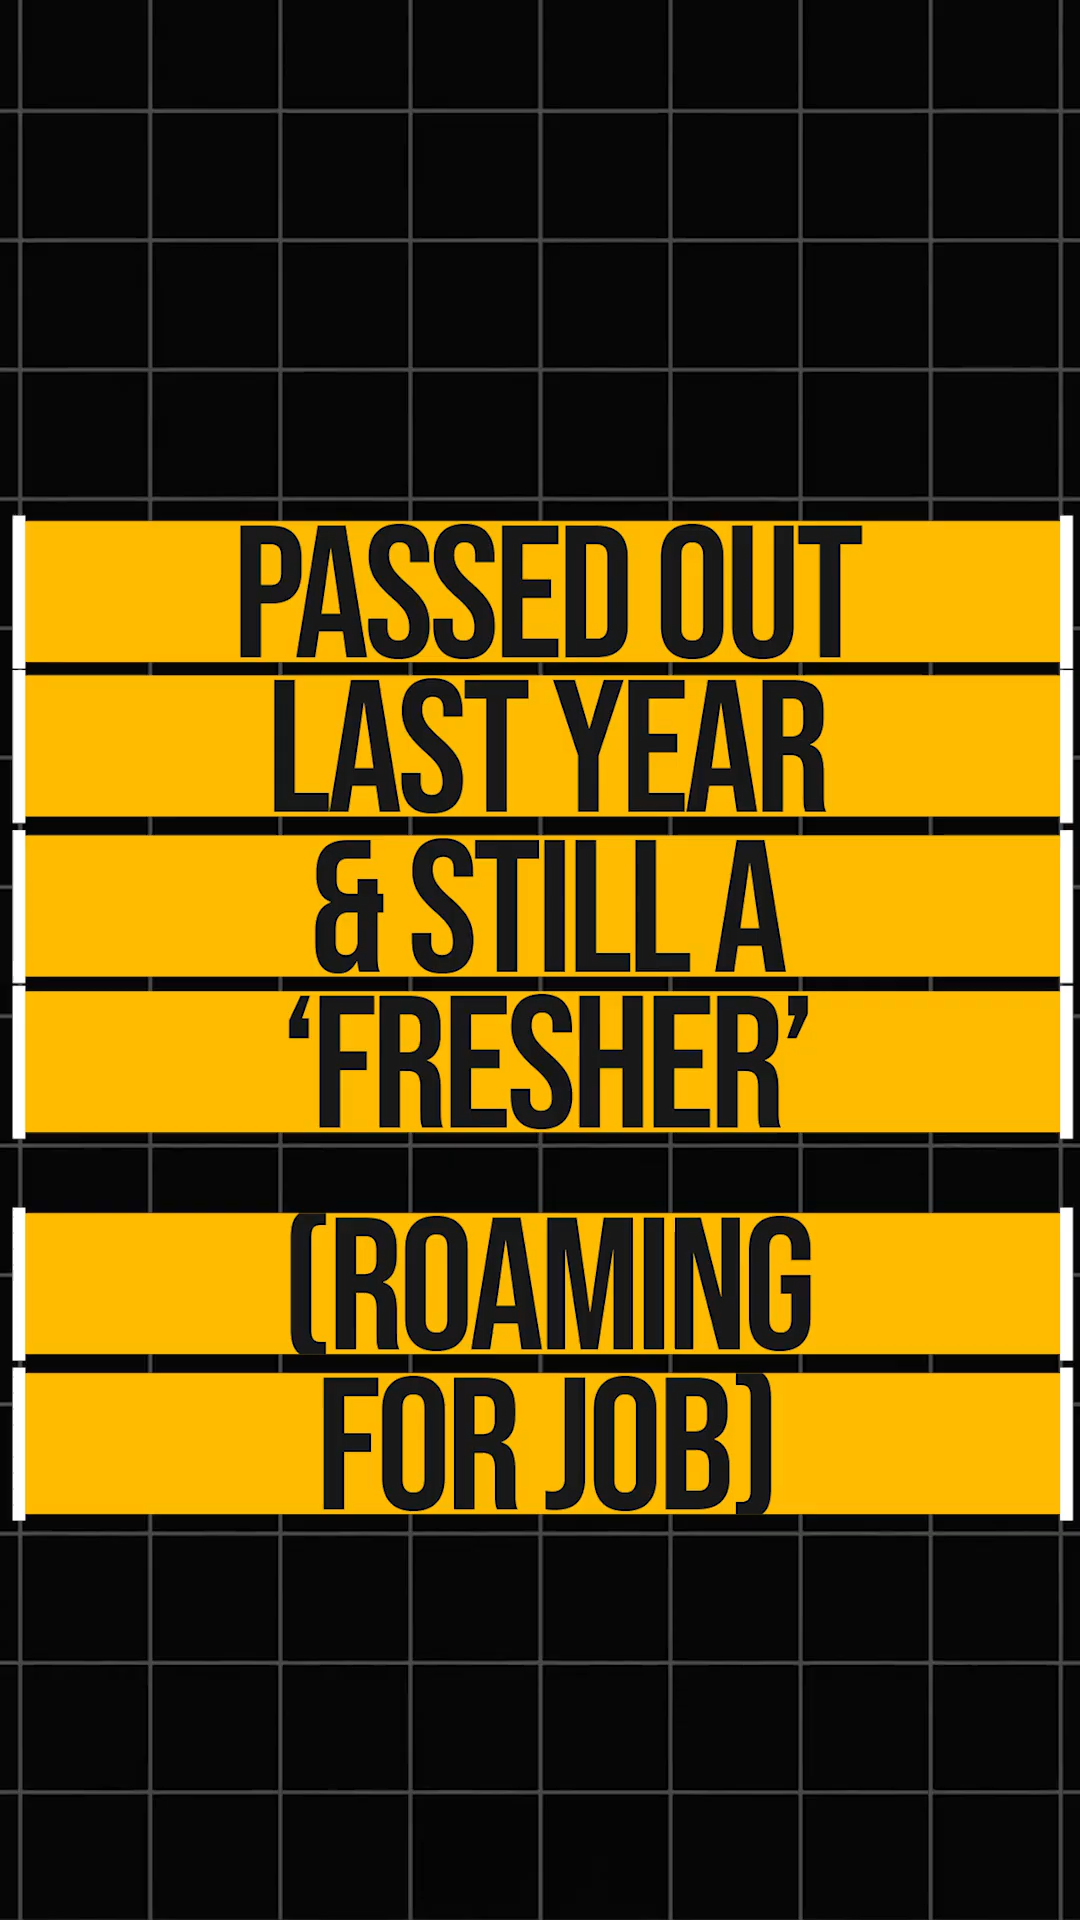 PASSED OUT
LAST YEAR
& STILL A
‘FRESHER’
(ROAMING
FOR JOB)